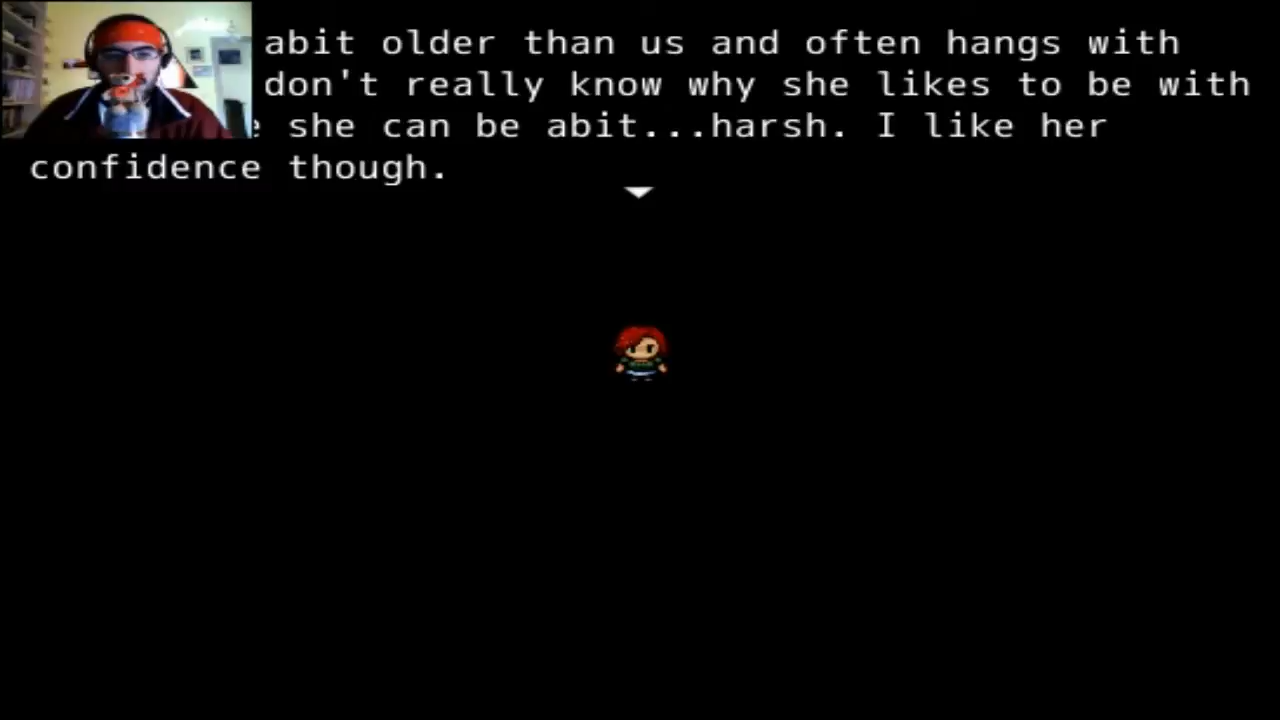 abit older than us and often hangs with
don't really know why she likes to be with
she can be abit...harsh. I like her
confidence though.